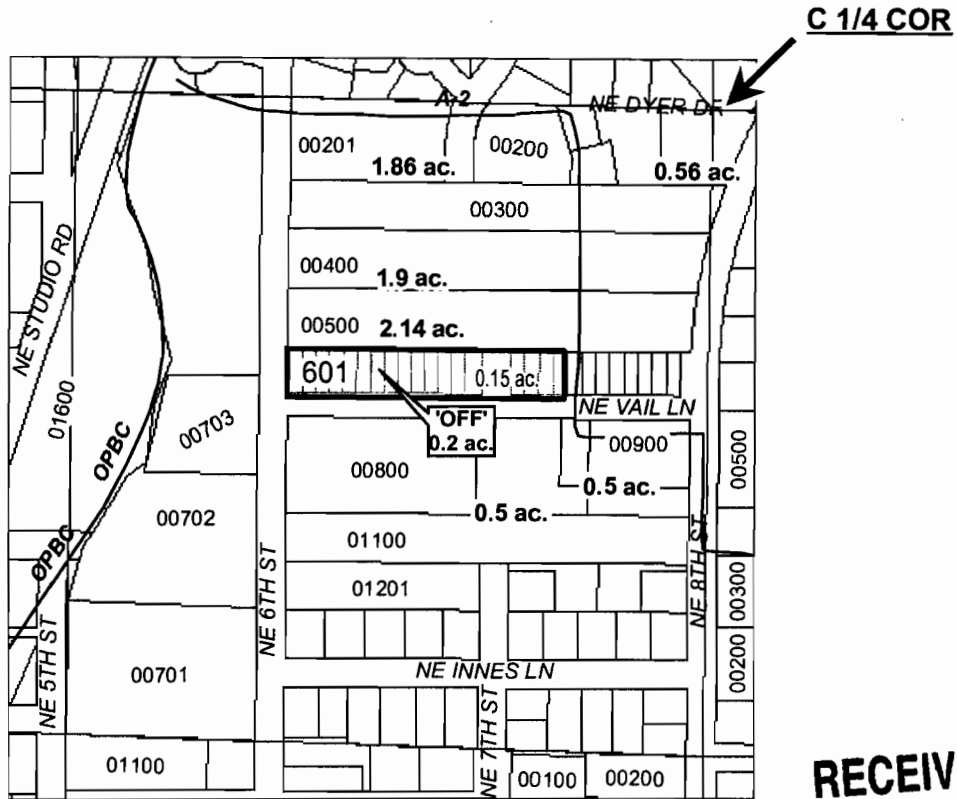 C 1/4 COR
A-2
NE DYER DR
00201
1.86 ac.
00200
0.56 ac.
00300
00400
1.9 ac.
00500
2.14 ac.
601
0.15 ac.
'OFF'
0.2 ac.
NE VAIL LN
NE STUDIO RD
01600
OPBC
OPBC
00703
00702
00701
01100
NE 5TH ST
NE 6TH ST
00800
00900
0.5 ac.
0.5 ac.
01100
01201
NE INNES LN
NE 7TH ST
NE 8TH ST
00500
00300
00200
00100
00200
RECEIV